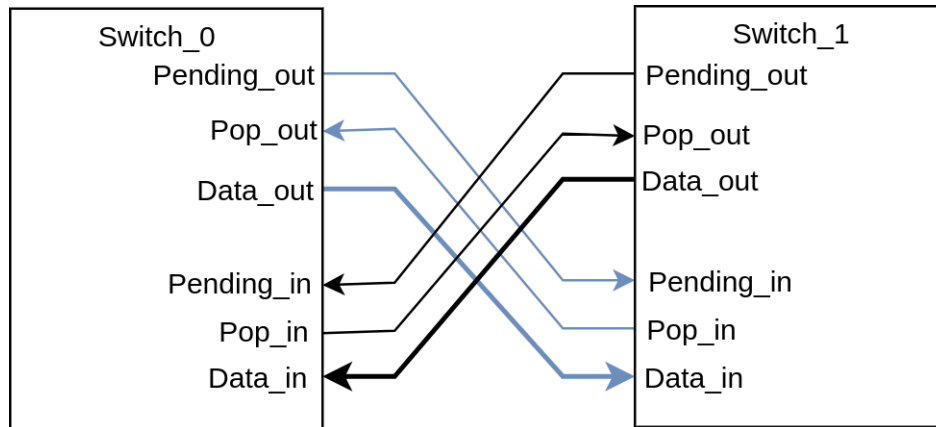 Switch_0
Pending_out
Pop_out
Data_out
Pending_in
Pop_in
Data_in
Switch_1
Pending_out
Pop_out
Data_out
Pending_in
Pop_in
Data_in